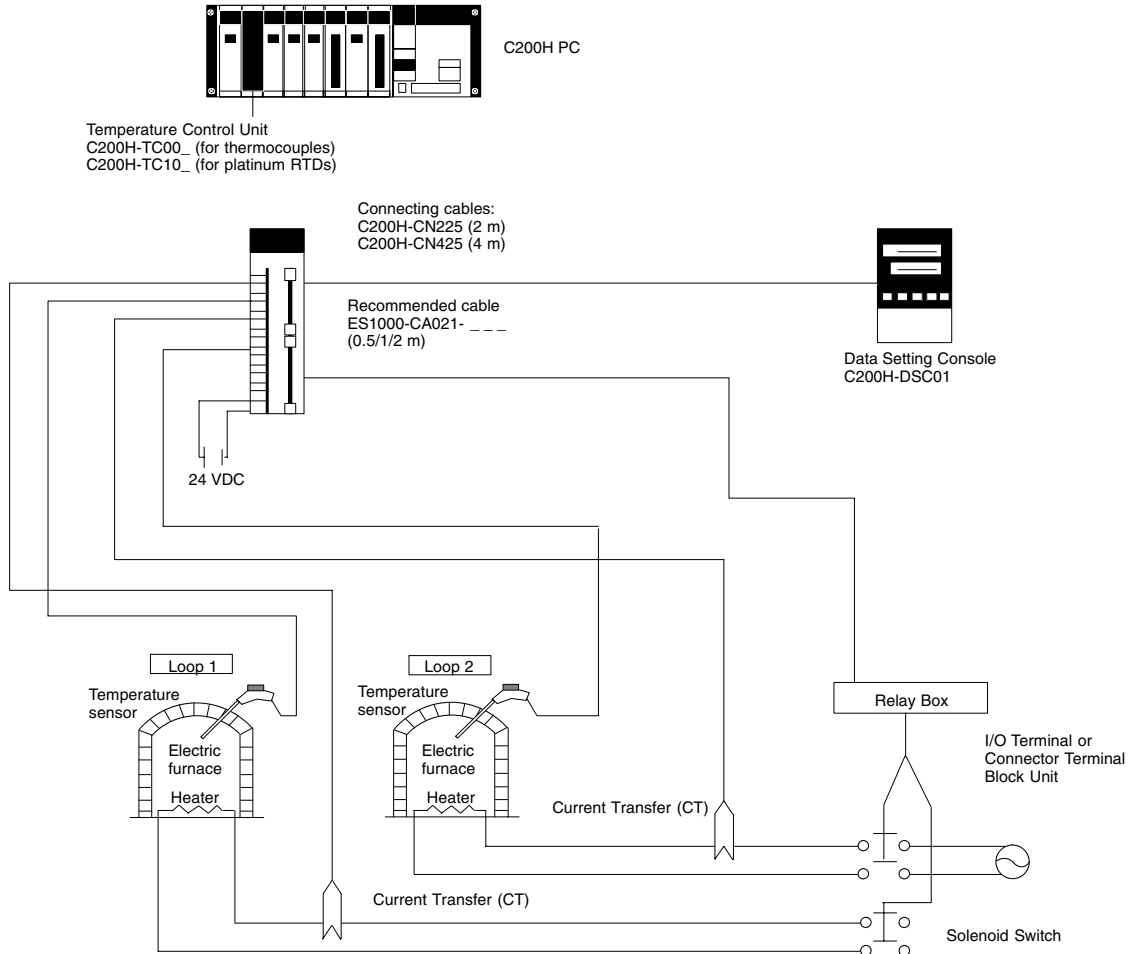 C200H PC
Temperature Control Unit
C200H-TC00_ (for thermocouples)
C200H-TC10_ (for platinum RTDs)
Connecting cables:
C200H-CN225 (2 m)
C200H-CN425 (4 m)
Recommended cable
ES1000-CA021- _ _ _
(0.5/1/2 m)
Data Setting Console
C200H-DSC01
24 VDC
Loop 1
Temperature
sensor
Electric
furnace
Heater
Loop 2
Temperature
sensor
Electric
furnace
Heater
Relay Box
I/O Terminal or
Connector Terminal
Block Unit
Current Transfer (CT)
Current Transfer (CT)
Solenoid Switch